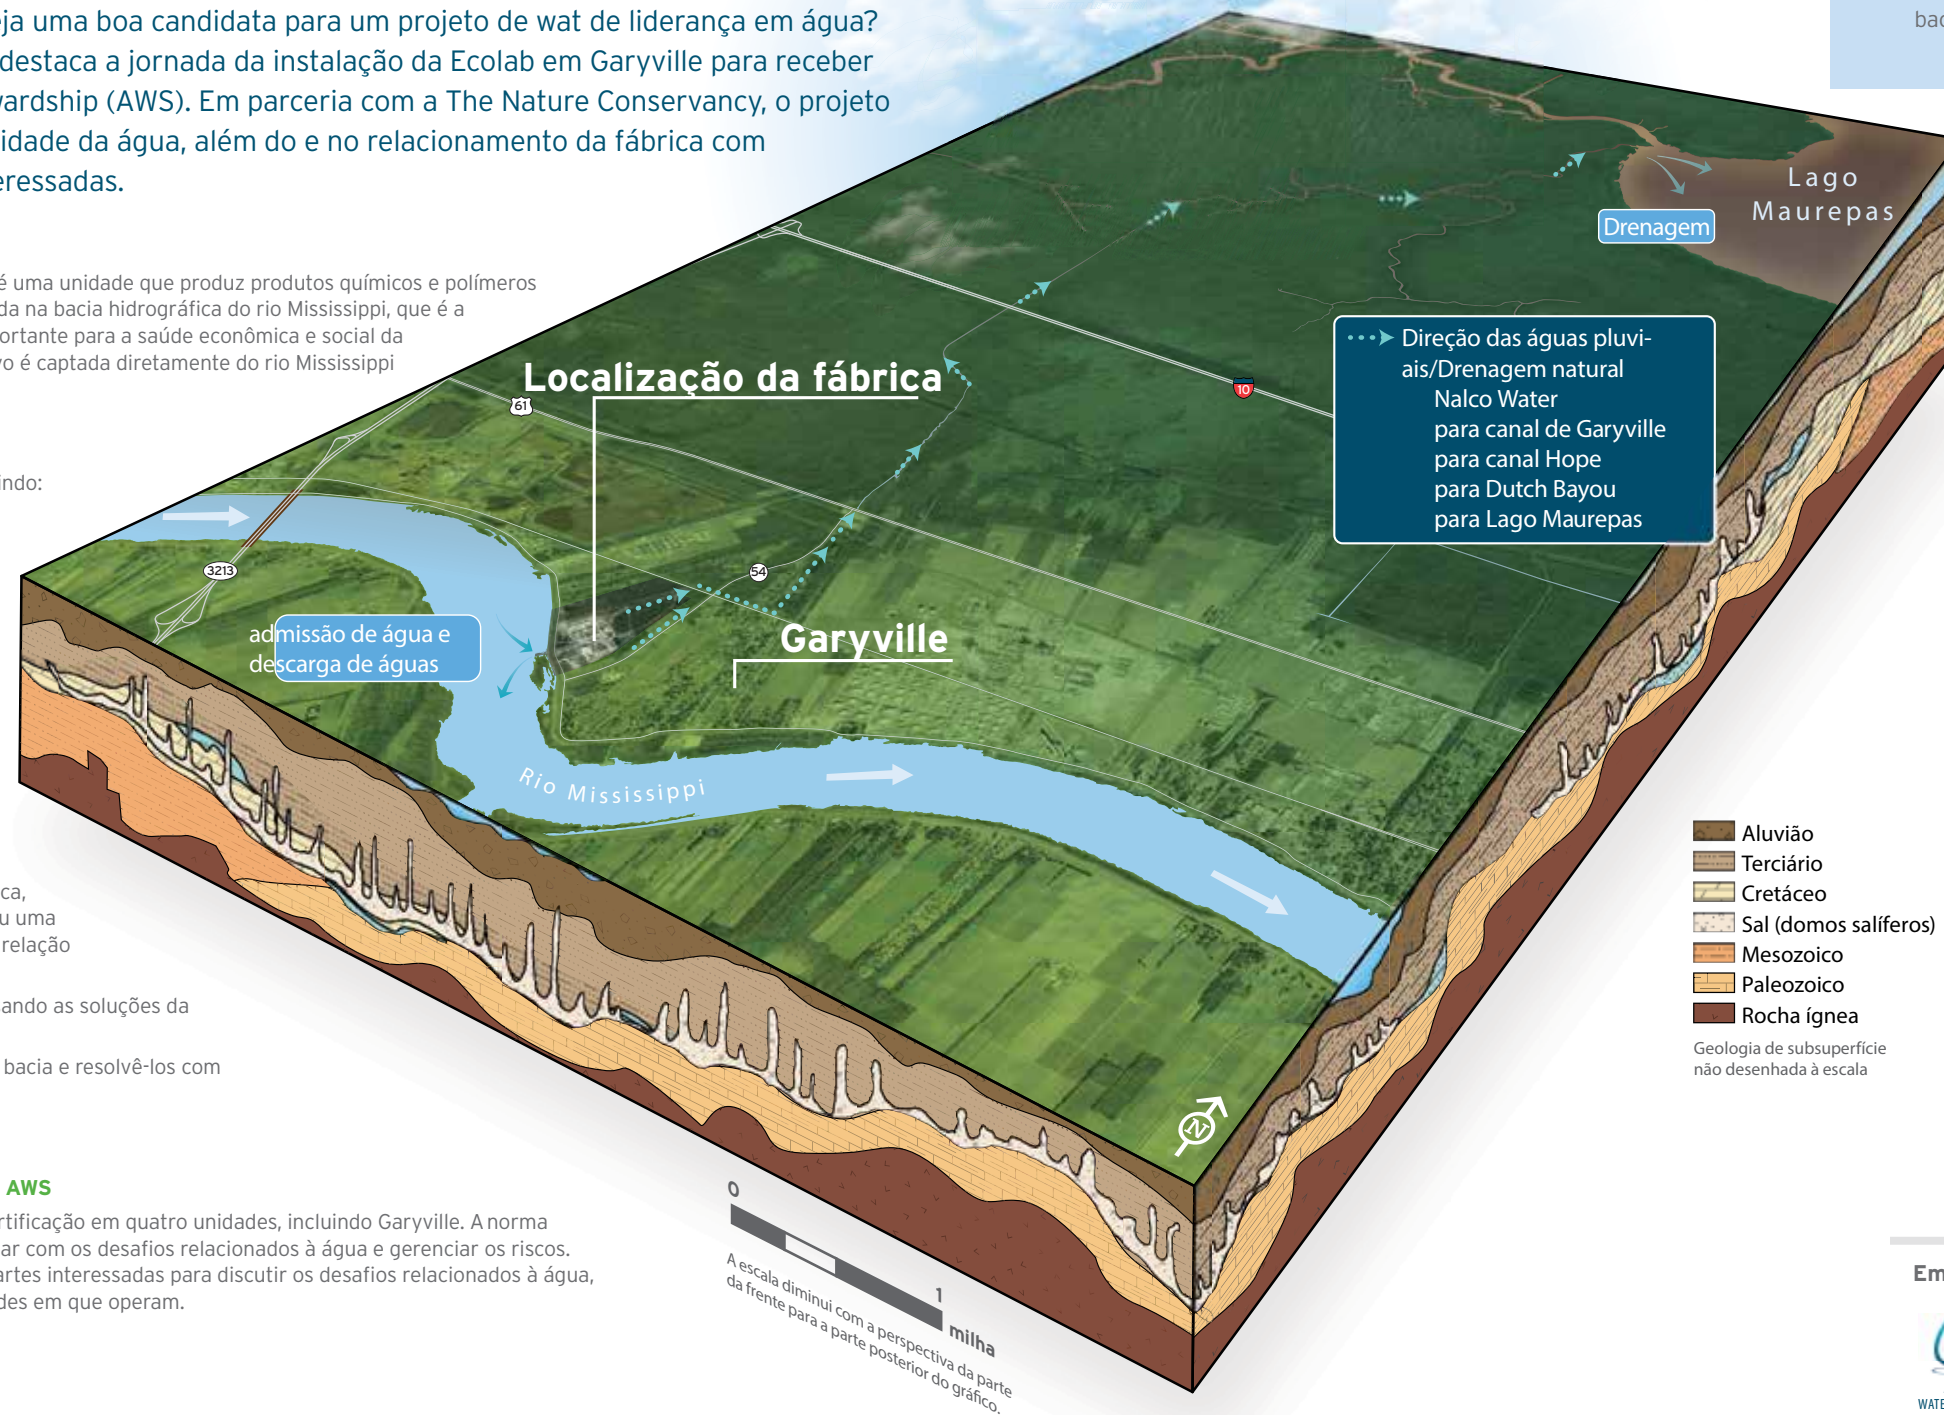 eja uma boa candidata para um projeto de wat de liderança em água?
destaca a jornada da instalação da Ecolab em Garyville para receber
wardship (AWS). Em parceria com a The Nature Conservancy, o projeto
idade da água, além do e no relacionamento da fábrica com
eressadas.
é uma unidade que produz produtos químicos e polímeros
da na bacia hidrográfica do rio Mississippi, que é a
portante para a saúde econômica e social da
vo é captada diretamente do rio Mississippi
indo:
ca,
u uma
relação
ando as soluções da
bacia e resolvê-los com
AWS
rtificação em quatro unidades, incluindo Garyville. A norma
ar com os desafios relacionados à água e gerenciar os riscos.
artes interessadas para discutir os desafios relacionados à água,
des em que operam.
bac
Lago
Maurepas
Drenagem
Direção das águas pluvi-
ais/Drenagem natural
Nalco Water
para canal de Garyville
para canal Hope
para Dutch Bayou
para Lago Maurepas
Localização da fábrica
61
10
3213
54
admissão de água e
descarga de águas
Garyville
Rio Mississippi
Aluvião
Terciário
Cretáceo
Sal (domos salíferos)
Mesozoico
Paleozoico
Rocha ígnea
Geologia de subsuperfície
não desenhada à escala
N
0
1
milha
A escala diminui com a perspectiva da parte
da frente para a parte posterior do gráfico.
Em
WATE